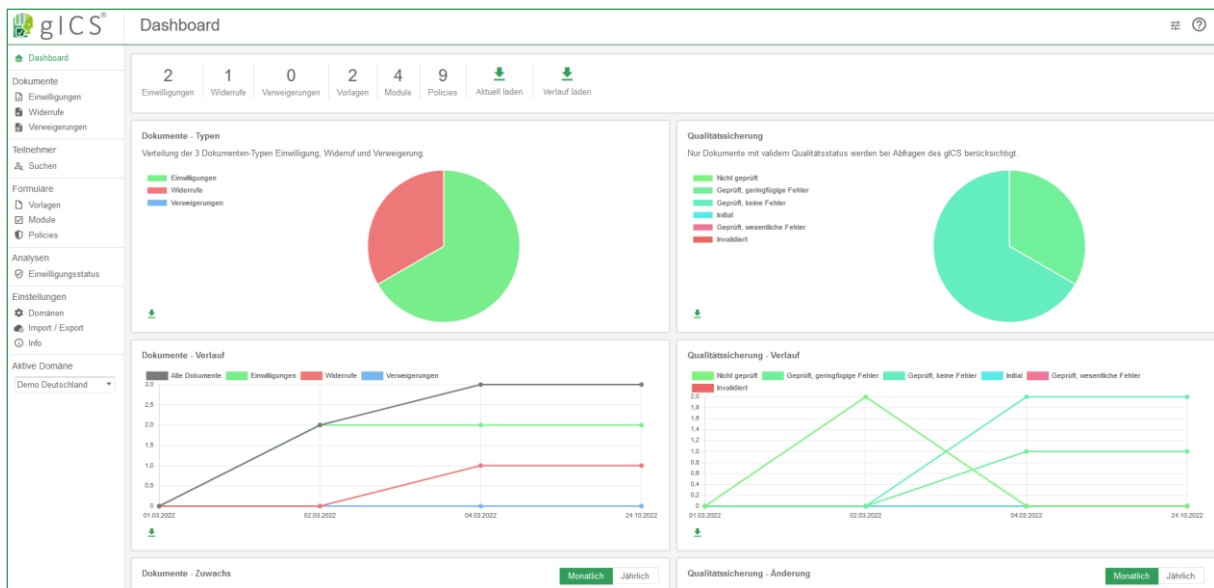 gICS®
Dashboard
Dashboard
Dokumente
Einwilligungen
Widerrufe
Verweigerungen
Teilnehmer
Suchen
Formulare
Vorlagen
Module
Policies
Analysen
Einwilligungsstatus
Einstellungen
Domänen
Import / Export
Info
Aktive Domäne
Demo Deutschland
2 1 0 2 4 9
Einwilligungen Widerrufe Verweigerungen Vorlagen Module Policies Aktuell laden Verlauf laden
Dokumente - Typen
Verteilung der 3 Dokumenten-Typen Einwilligung, Widerruf und Verweigerung.
Einwilligungen
Widerrufe
Verweigerungen
Qualitätssicherung
Nur Dokumente mit validem Qualitätsstatus werden bei Abfragen des gICS berücksichtigt.
Nicht geprüft
Geprüft, geringfügige Fehler
Geprüft, keine Fehler
Initial
Geprüft, wesentliche Fehler
Invalidiert
Dokumente - Verlauf
Alle Dokumente Einwilligungen Widerrufe Verweigerungen
3,0
2,5
2,0
1,5
1,0
0,5
0
01.03.2022 02.03.2022 04.03.2022 24.10.2022
Qualitätssicherung - Verlauf
Nicht geprüft Geprüft, geringfügige Fehler Geprüft, keine Fehler Initial Geprüft, wesentliche Fehler
Invalidiert
2,0
1,8
1,6
1,4
1,2
1,0
0,8
0,6
0,4
0,2
0
01.03.2022 02.03.2022 04.03.2022 24.10.2022
Dokumente - Zuwachs
Monatlich Jährlich
Qualitätssicherung - Änderung
Monatlich Jährlich